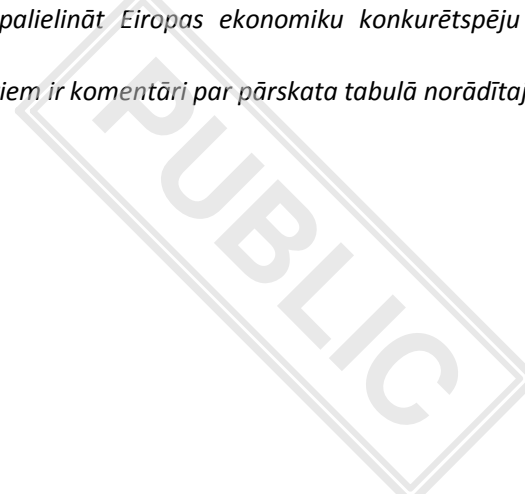 palielināt Eiropas ekonomiku konkurētspēju
iem ir komentāri par pārskata tabulā norādītaj
PUBLIC